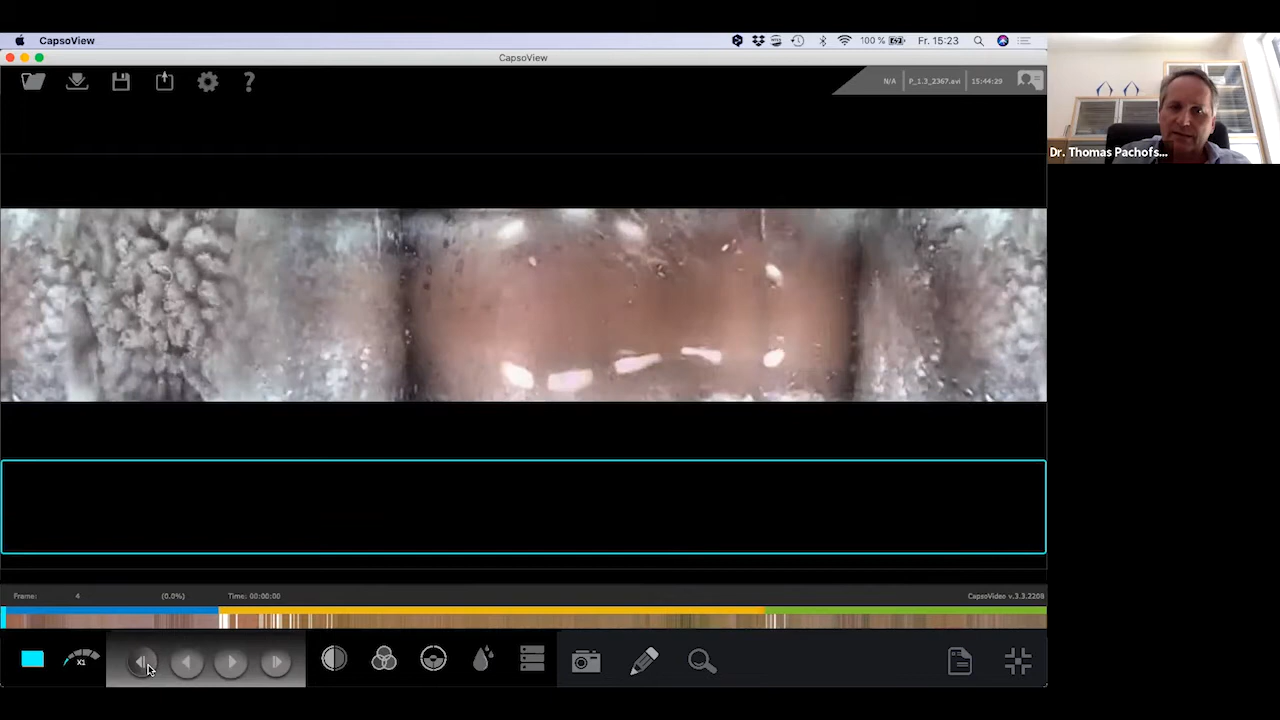 CapsoView
100 %
Fr. 15:23
CapsoView
N/A
P_1.3_2367.avi
15:44:29
Dr. Thomas Pachofs...
Frame: 4 (0.0%) Time: 00:00:00
CapsoVideo v.3.3.2208
X1